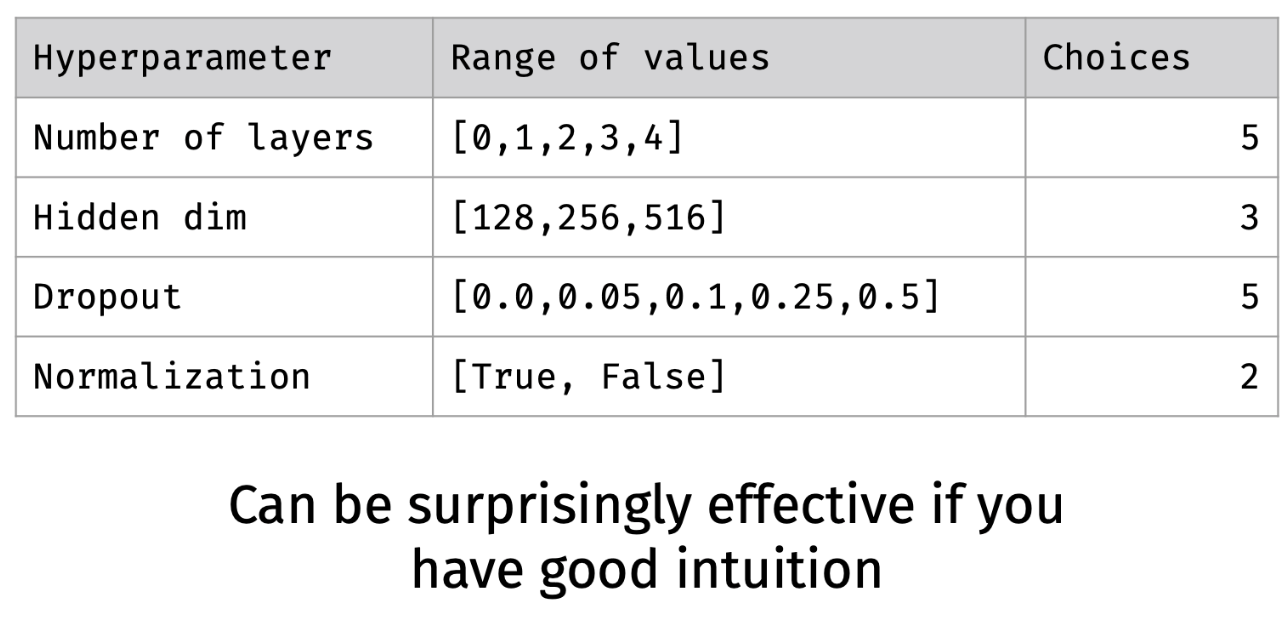 Hyperparameter Range of values Choices
Number of layers [0,1,2,3,4] 5
Hidden dim [128,256,516] 3
Dropout [0.0,0.05,0.1,0.25,0.5] 5
Normalization [True, False] 2
Can be surprisingly effective if you
have good intuition